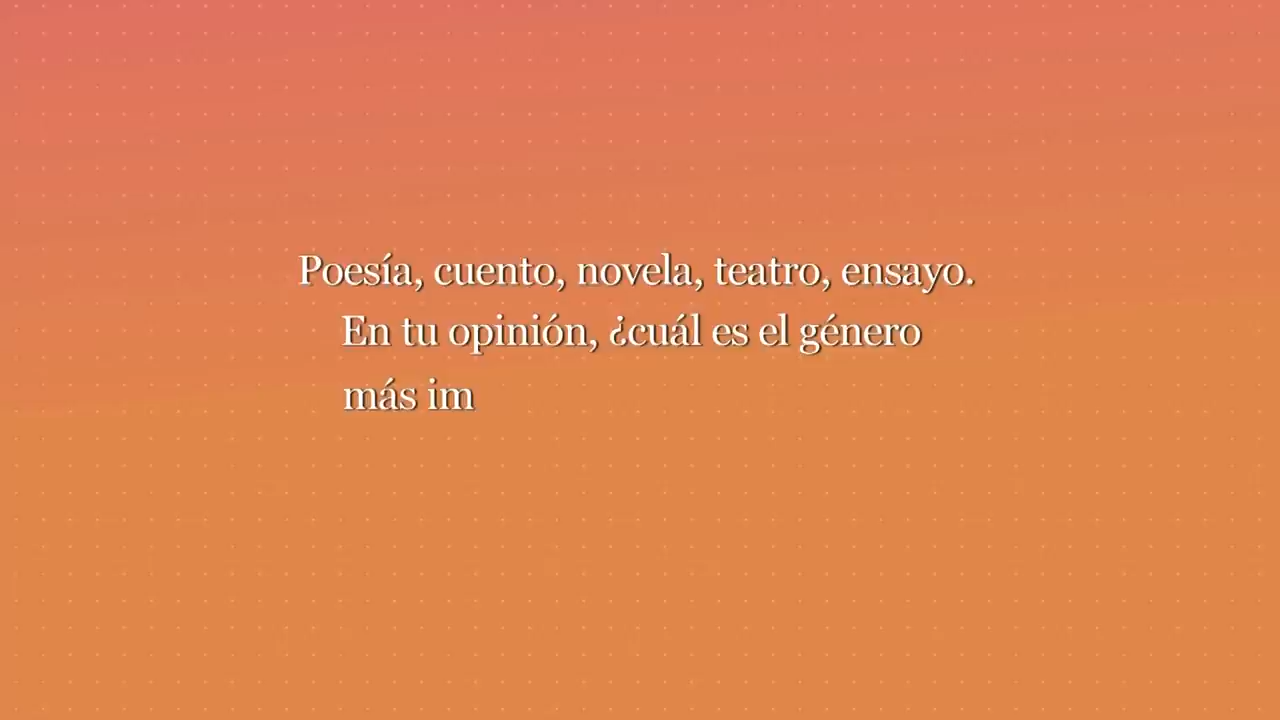 Poesía, cuento, novela, teatro, ensayo.
En tu opinión, ¿cuál es el género
más im